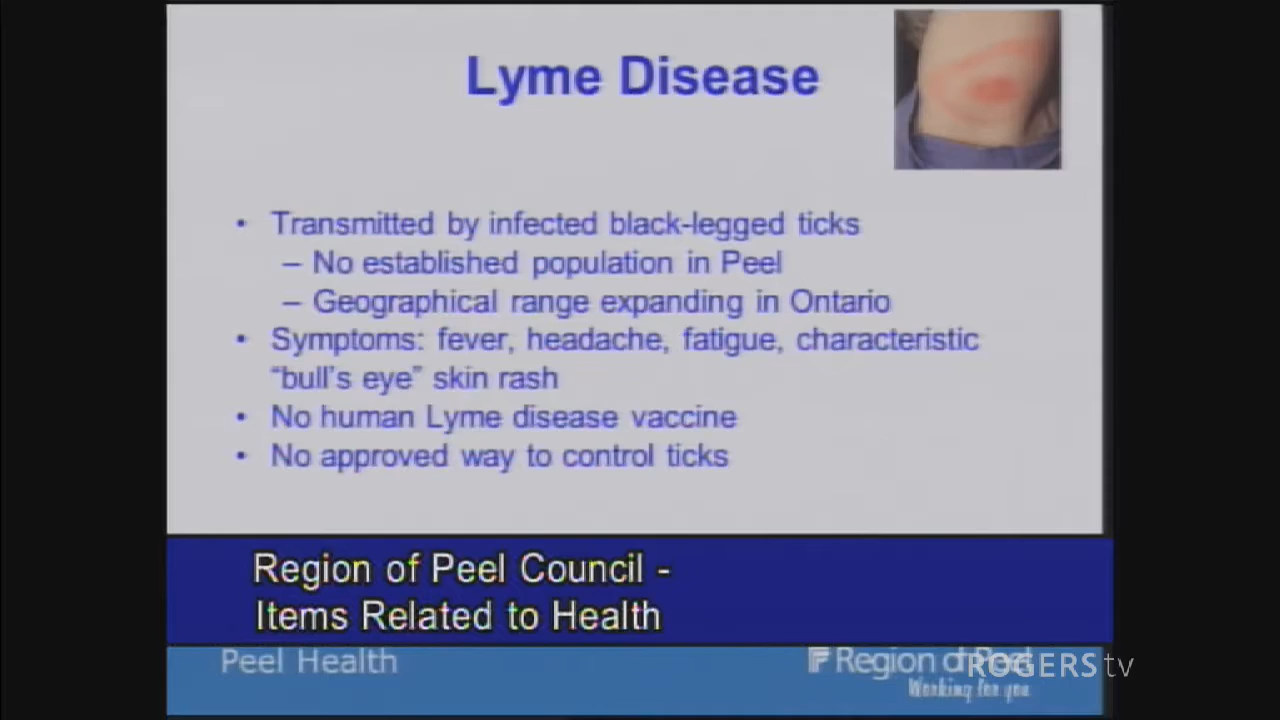 Lyme Disease
• Transmitted by infected black-legged ticks
– No established population in Peel
– Geographical range expanding in Ontario
• Symptoms: fever, headache, fatigue, characteristic
“bull’s eye” skin rash
• No human Lyme disease vaccine
• No approved way to control ticks
Region of Peel Council -
Items Related to Health
Peel Health
Region of Peel
ROGERS tv
Working for you